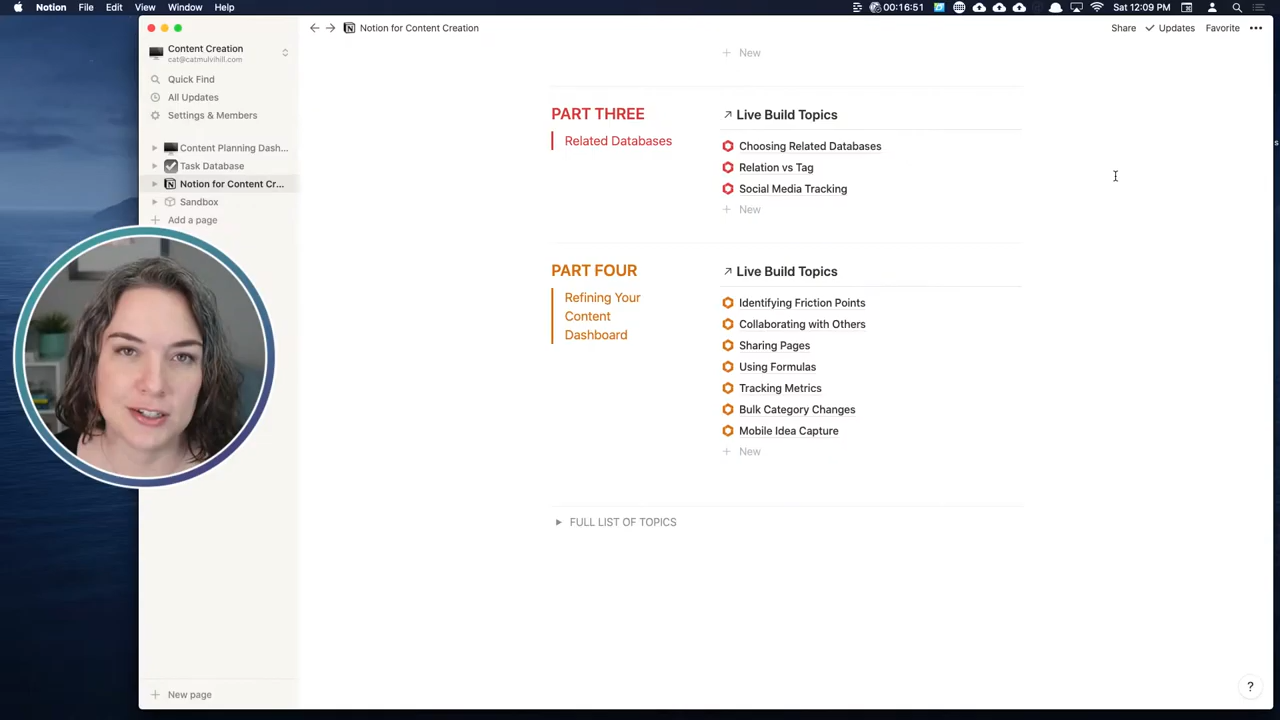 Notion File Edit View Window Help
00:16:51
Sat 12:09 PM
Content Creation
cat@catmulvihill.com
Quick Find
All Updates
Settings & Members
Content Planning Dash...
Task Database
Notion for Content Cr...
Sandbox
Add a page
New page
Notion for Content Creation
Share
Updates
Favorite
New
PART THREE
Related Databases
Live Build Topics
Choosing Related Databases
Relation vs Tag
Social Media Tracking
New
PART FOUR
Refining Your
Content
Dashboard
Live Build Topics
Identifying Friction Points
Collaborating with Others
Sharing Pages
Using Formulas
Tracking Metrics
Bulk Category Changes
Mobile Idea Capture
New
FULL LIST OF TOPICS
?